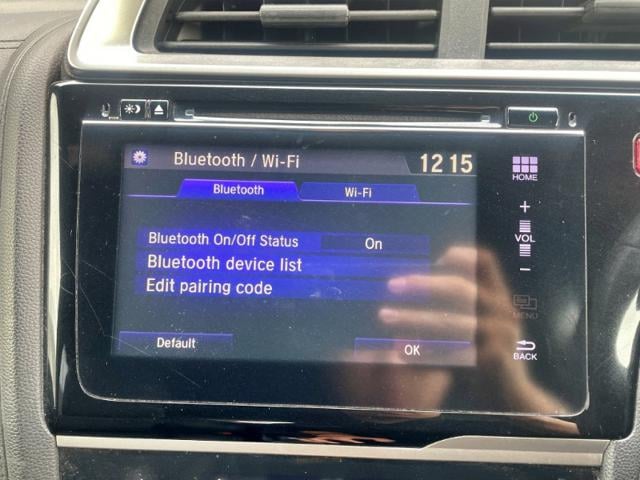 Bluetooth / Wi-Fi
12 15
HOME
Bluetooth
Wi-Fi
+
VOL
−
Bluetooth On/Off Status
On
Bluetooth device list
Edit pairing code
MENU
Default
OK
BACK